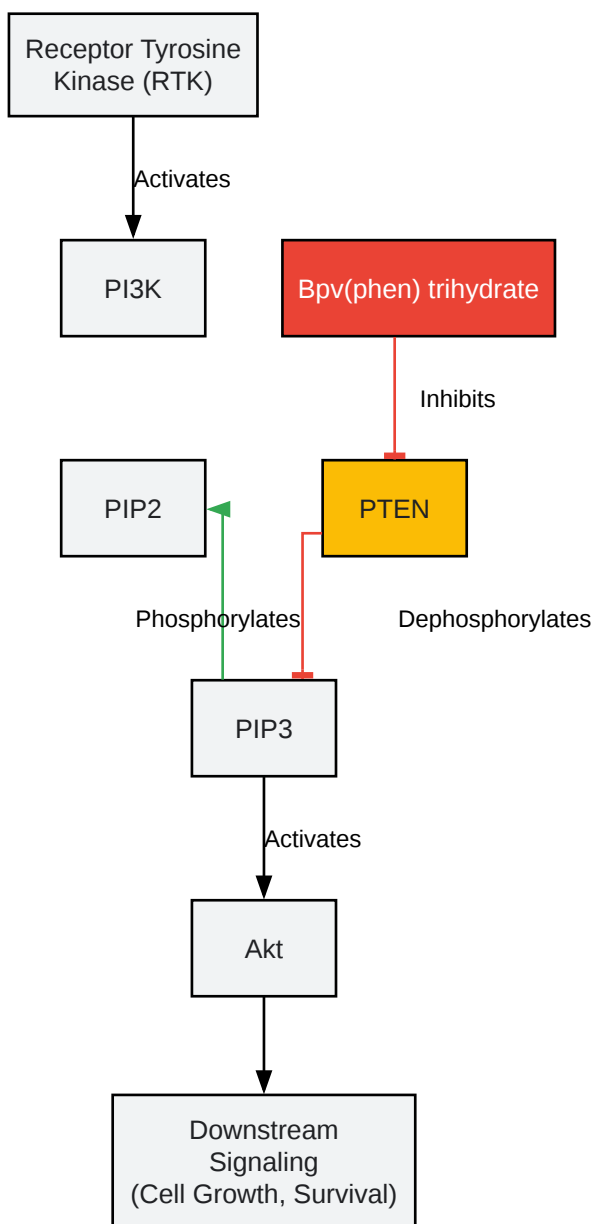 Receptor Tyrosine
Kinase (RTK)
Activates
PI3K
Bpv(phen) trihydrate
Inhibits
PIP2
PTEN
Phosphorylates
Dephosphorylates
PIP3
Activates
Akt
Downstream
Signaling
(Cell Growth, Survival)